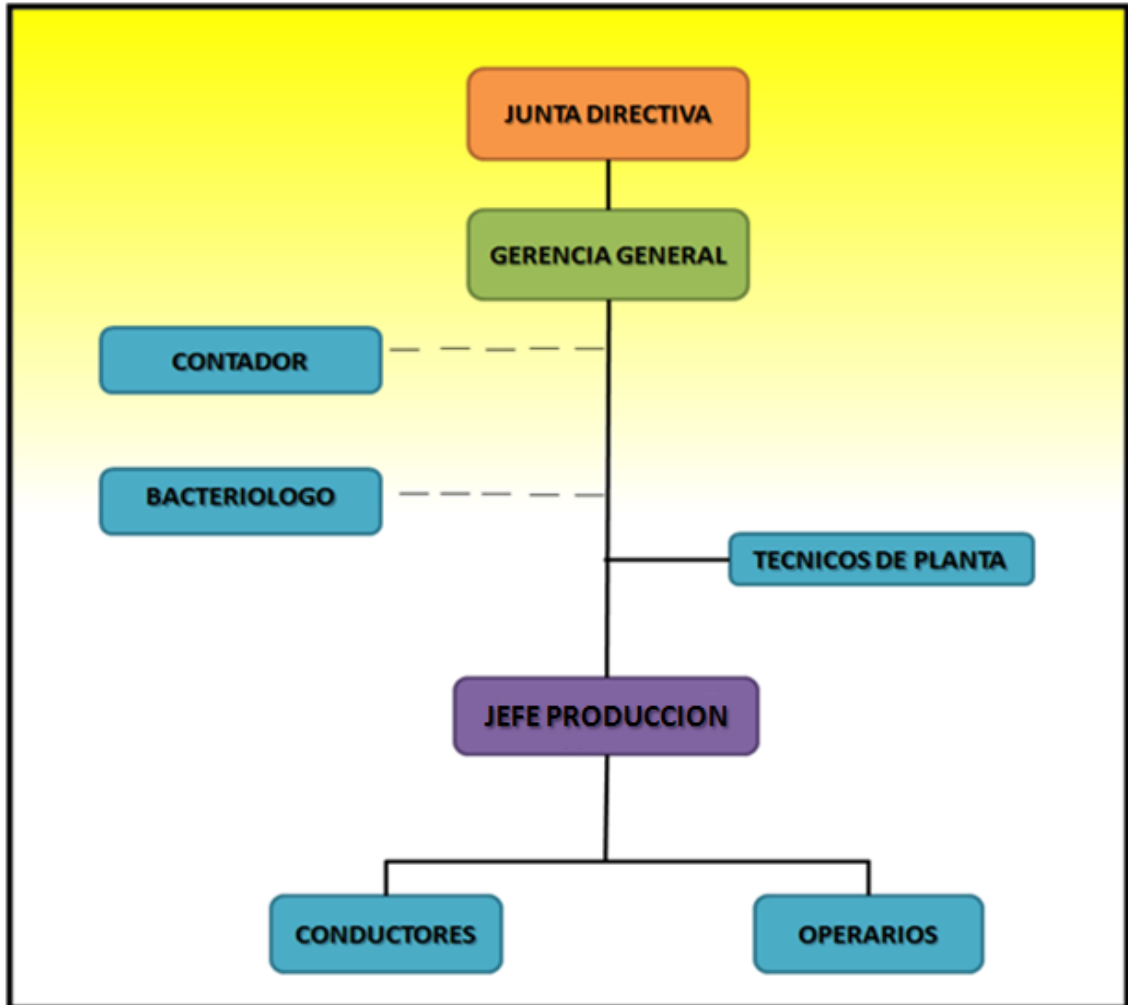 JUNTA DIRECTIVA
GERENCIA GENERAL
CONTADOR
BACTERIOLOGO
TECNICOS DE PLANTA
JEFE PRODUCCION
CONDUCTORES
OPERARIOS